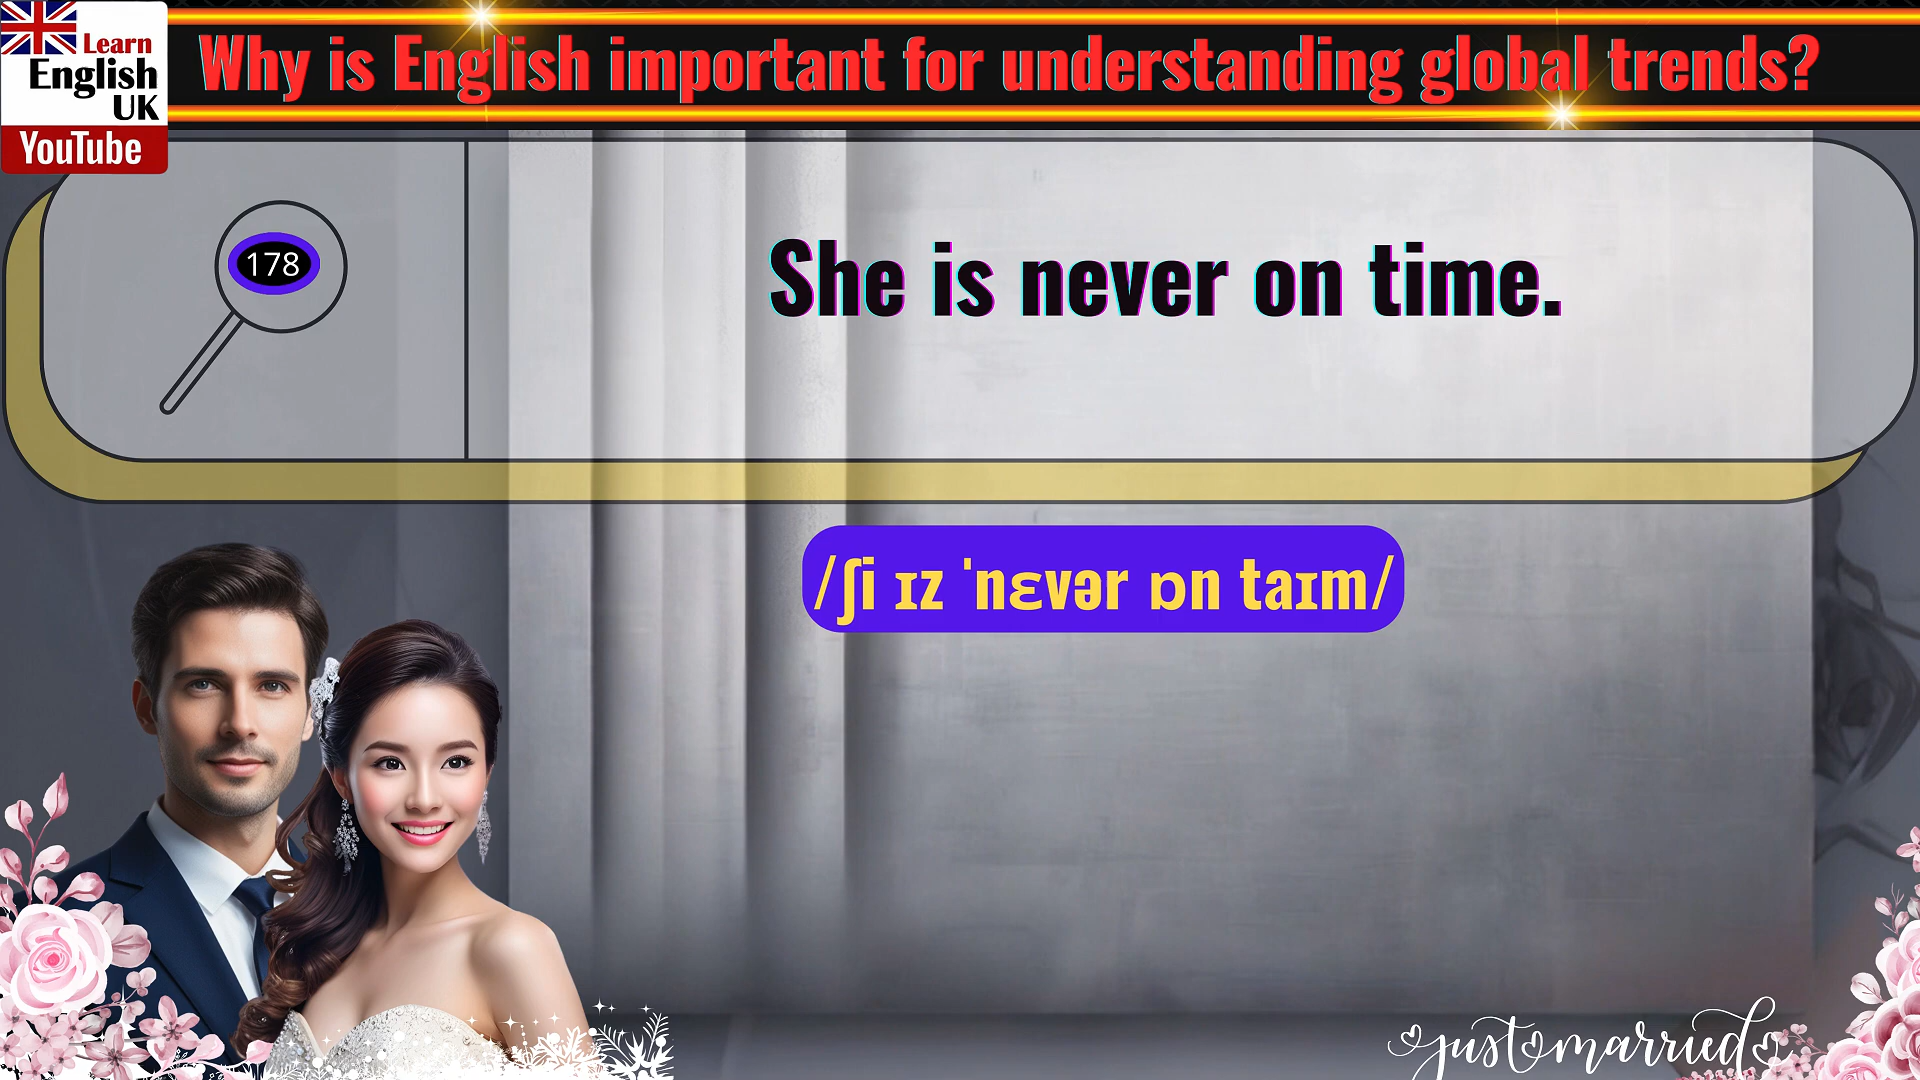 Learn
English
UK
YouTube
Why is English important for understanding global trends?
178
She is never on time.
/ʃi ɪz ˈnɛvər ɒn taɪm/
just married